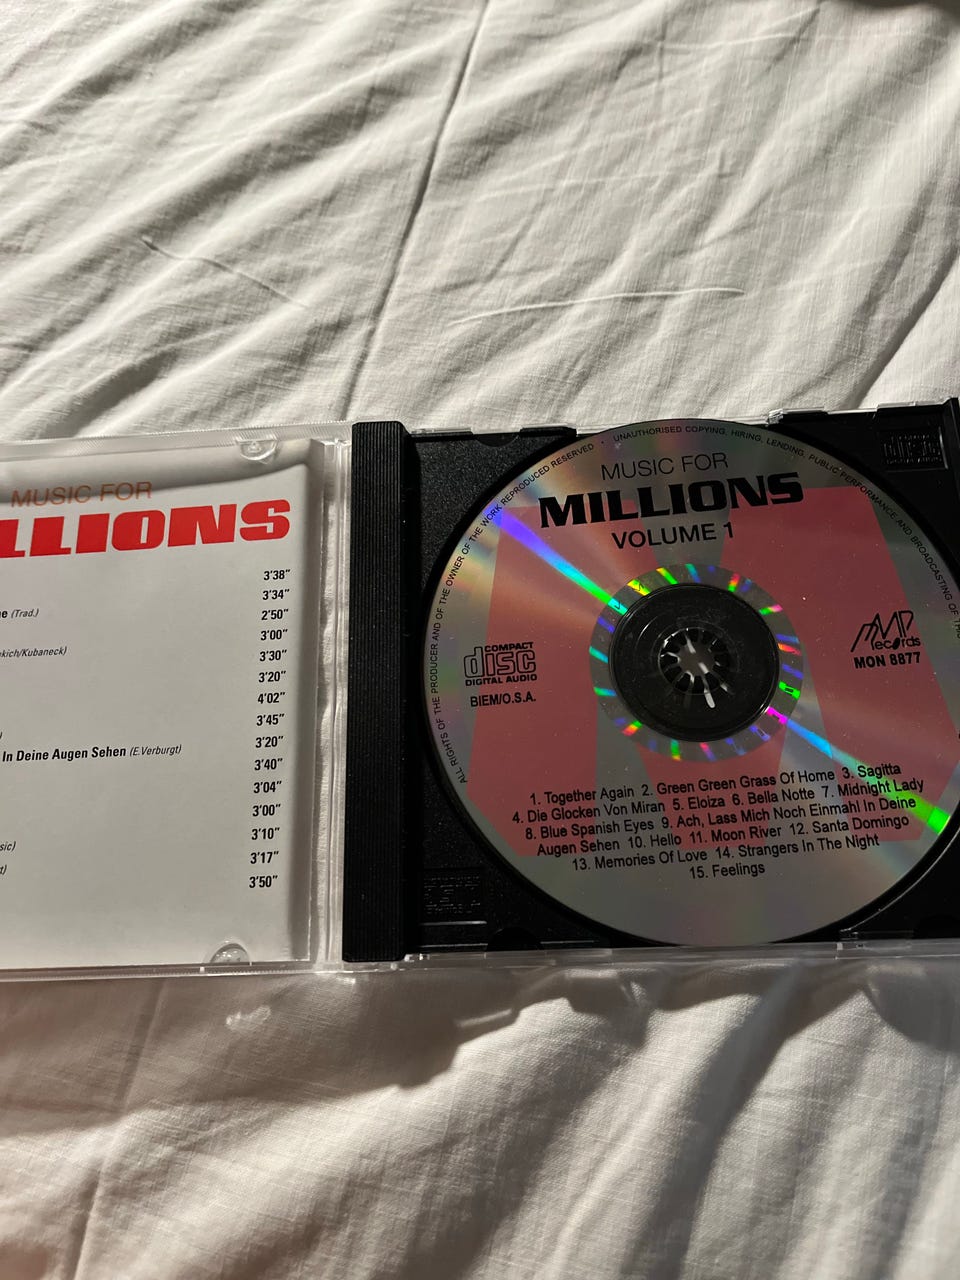 MUSIC FOR
LLIONS
3'38"
3'34"
ne (Trad.) 2'50"
3'00"
kich/Kubaneck) 3'30"
3'20"
4'02"
3'45"
In Deine Augen Sehen (E.Verburgt) 3'20"
3'40"
3'04"
3'00"
sic) 3'10"
3'17"
3'50"
ALL RIGHTS OF THE PRODUCER AND OF THE OWNER OF THE WORK REPRODUCED RESERVED · UNAUTHORISED COPYING, HIRING, LENDING, PUBLIC PERFORMANCE AND BROADCASTING OF THIS
MUSIC FOR
MILLIONS
VOLUME 1
COMPACT
disc
DIGITAL AUDIO
BIEM/O.S.A.
MP
records
MON 8877
1. Together Again 2. Green Green Grass Of Home 3. Sagitta
4. Die Glocken Von Miran 5. Eloiza 6. Bella Notte 7. Midnight Lady
8. Blue Spanish Eyes 9. Ach, Lass Mich Noch Einmahl In Deine
Augen Sehen 10. Hello 11. Moon River 12. Santa Domingo
13. Memories Of Love 14. Strangers In The Night
15. Feelings